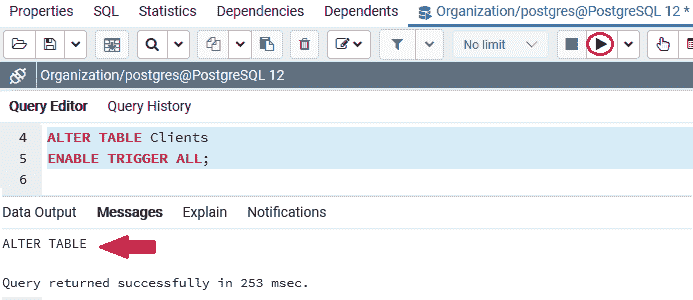 Properties SQL Statistics Dependencies Dependents Organization/postgres@PostgreSQL 12 *
No limit
Organization/postgres@PostgreSQL 12
Query Editor Query History
4 ALTER TABLE Clients
5 ENABLE TRIGGER ALL;
6
Data Output Messages Explain Notifications
ALTER TABLE
Query returned successfully in 253 msec.